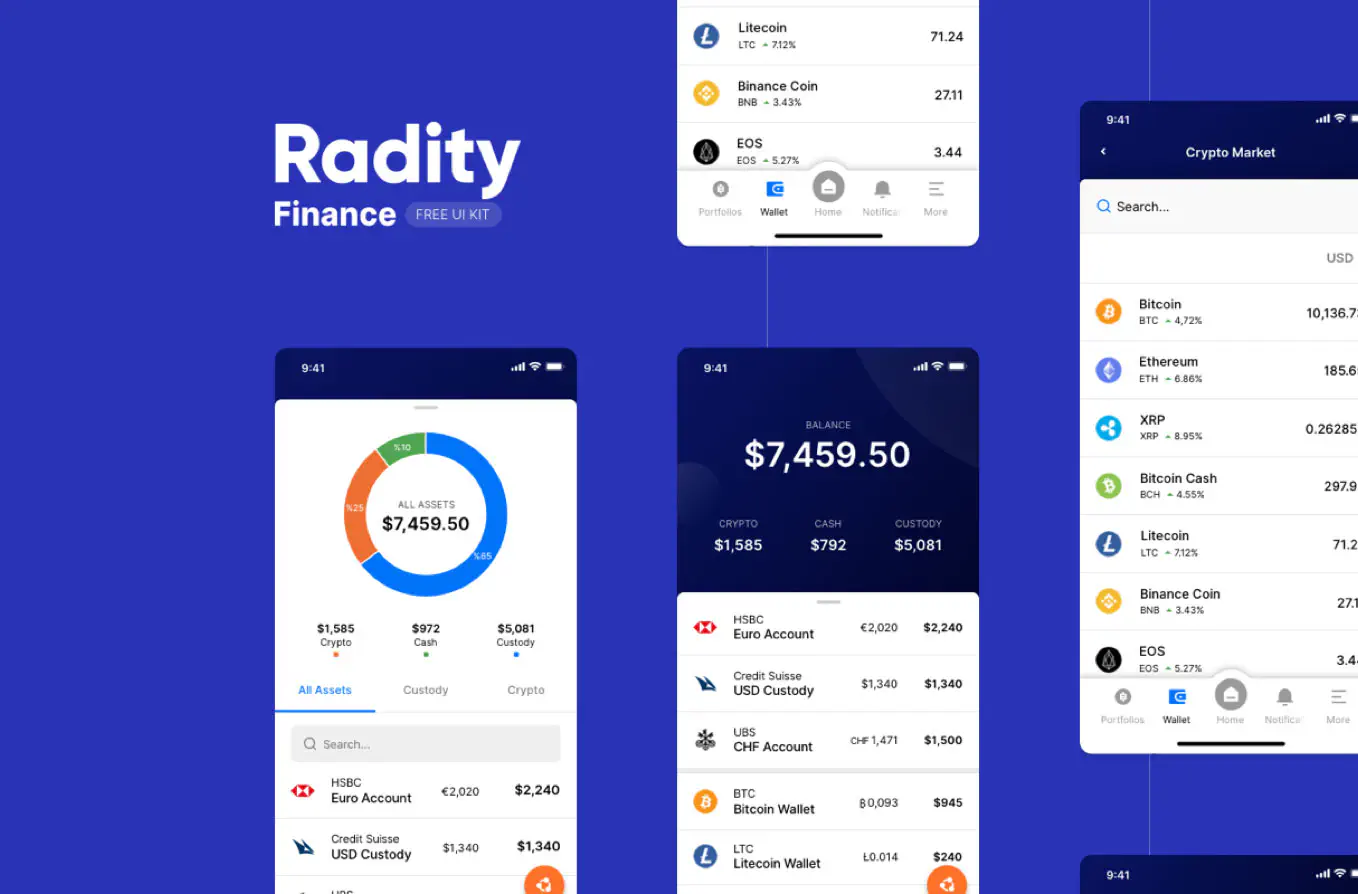 Radity
Finance FREE UI KIT
Litecoin
LTC 7.12%
71.24
Binance Coin
BNB 3.43%
27.11
EOS
EOS 5.27%
3.44
Portfolios Wallet Home Notifica More
9:41
Crypto Market
Search...
USD
Bitcoin
BTC 4,72%
10,136.73
Ethereum
ETH 6.86%
185.6
XRP
XRP 8.95%
0.26285
Bitcoin Cash
BCH 4.55%
297.9
Litecoin
LTC 7.12%
71.2
Binance Coin
BNB 3.43%
27.1
EOS
EOS 5.27%
3.4
Portfolios Wallet Home Notifica More
9:41
%10
%25
%65
ALL ASSETS
$7,459.50
$1,585 $972 $5,081
Crypto Cash Custody
All Assets Custody Crypto
Search...
HSBC
Euro Account €2,020 $2,240
Credit Suisse
USD Custody $1,340 $1,340
UBS
9:41
BALANCE
$7,459.50
CRYPTO CASH CUSTODY
$1,585 $792 $5,081
HSBC
Euro Account €2,020 $2,240
Credit Suisse
USD Custody $1,340 $1,340
UBS
CHF Account CHF 1,471 $1,500
BTC
Bitcoin Wallet ฿0,093 $945
LTC
Litecoin Wallet Ł0.014 $240
9:41